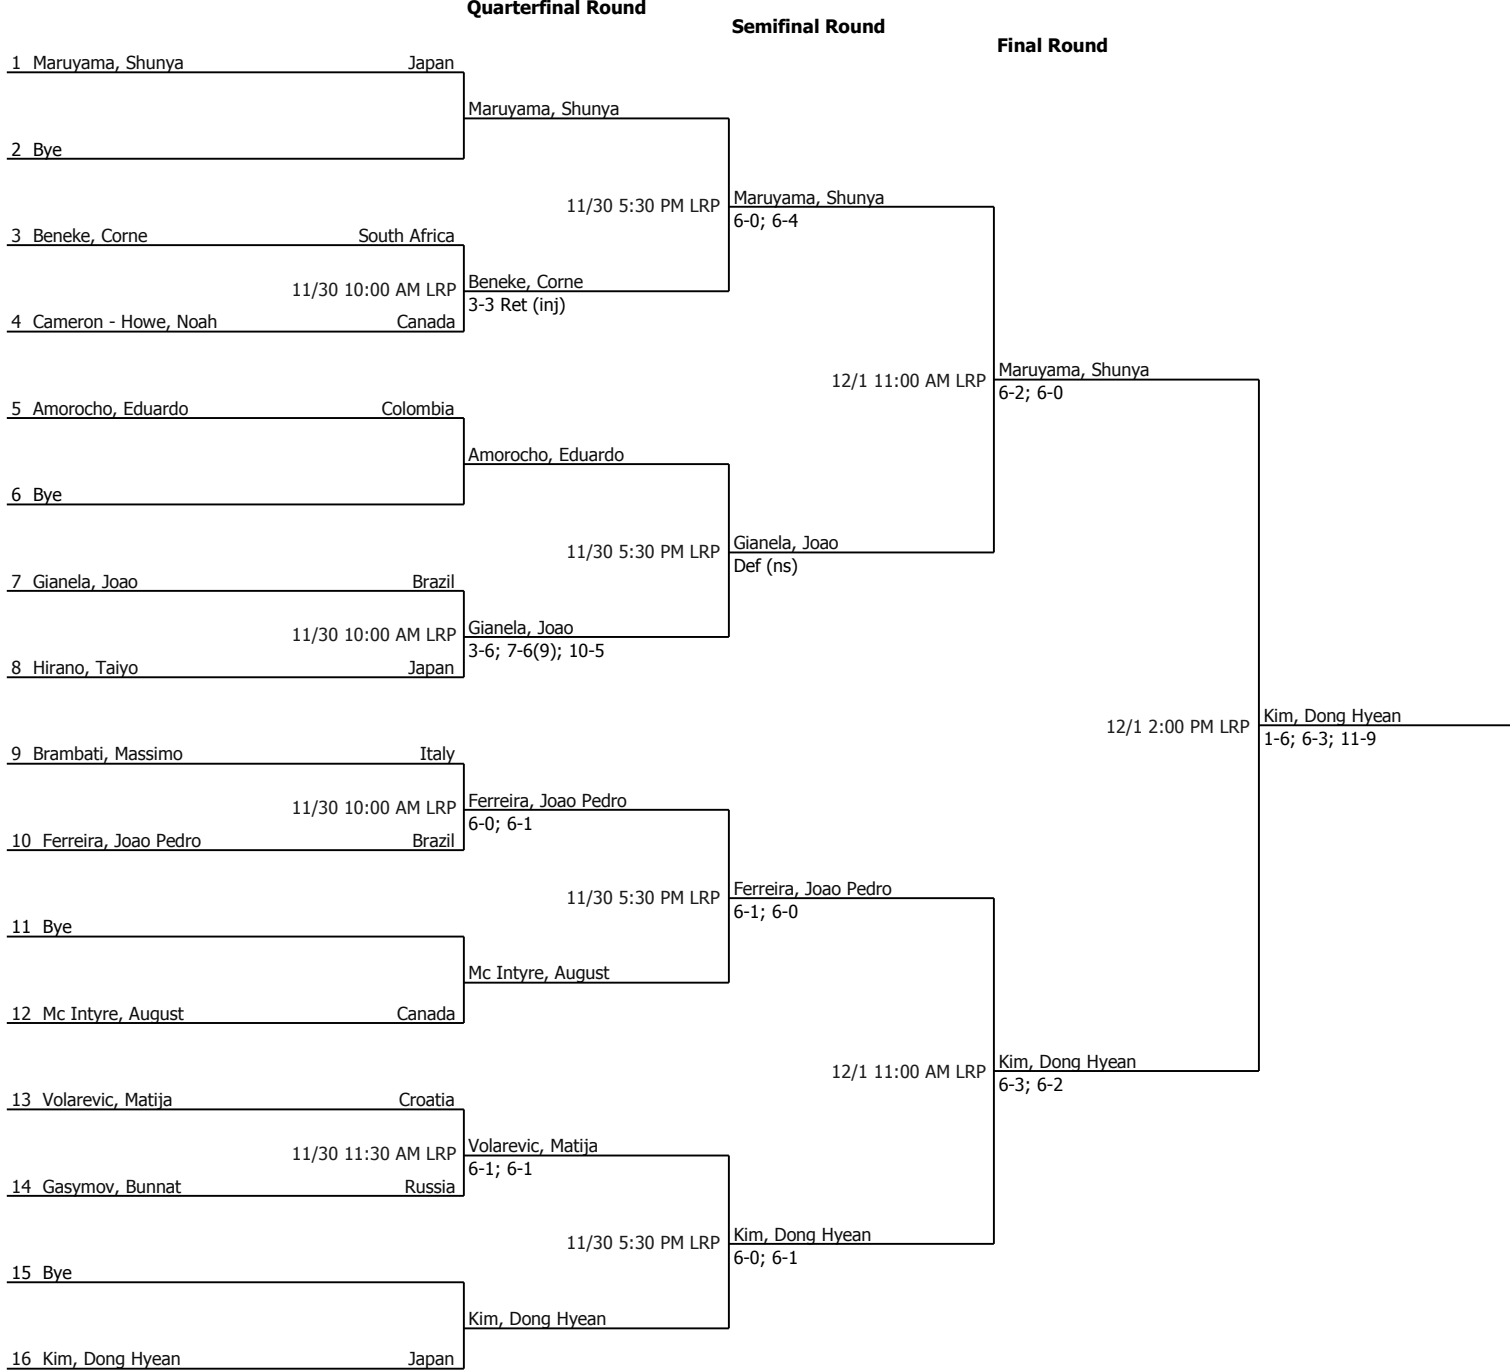 Quarterfinal Round
Semifinal Round
Final Round
1 Maruyama, Shunya Japan
Maruyama, Shunya
2 Bye
11/30 5:30 PM LRP Maruyama, Shunya
6-0; 6-4
3 Beneke, Corne South Africa
11/30 10:00 AM LRP Beneke, Corne
3-3 Ret (inj)
4 Cameron - Howe, Noah Canada
12/1 11:00 AM LRP Maruyama, Shunya
6-2; 6-0
5 Amorocho, Eduardo Colombia
Amorocho, Eduardo
6 Bye
11/30 5:30 PM LRP Gianela, Joao
Def (ns)
7 Gianela, Joao Brazil
11/30 10:00 AM LRP Gianela, Joao
3-6; 7-6(9); 10-5
8 Hirano, Taiyo Japan
12/1 2:00 PM LRP Kim, Dong Hyean
1-6; 6-3; 11-9
9 Brambati, Massimo Italy
11/30 10:00 AM LRP Ferreira, Joao Pedro
6-0; 6-1
10 Ferreira, Joao Pedro Brazil
11/30 5:30 PM LRP Ferreira, Joao Pedro
6-1; 6-0
11 Bye
Mc Intyre, August
12 Mc Intyre, August Canada
12/1 11:00 AM LRP Kim, Dong Hyean
6-3; 6-2
13 Volarevic, Matija Croatia
11/30 11:30 AM LRP Volarevic, Matija
6-1; 6-1
14 Gasymov, Bunnat Russia
11/30 5:30 PM LRP Kim, Dong Hyean
6-0; 6-1
15 Bye
Kim, Dong Hyean
16 Kim, Dong Hyean Japan